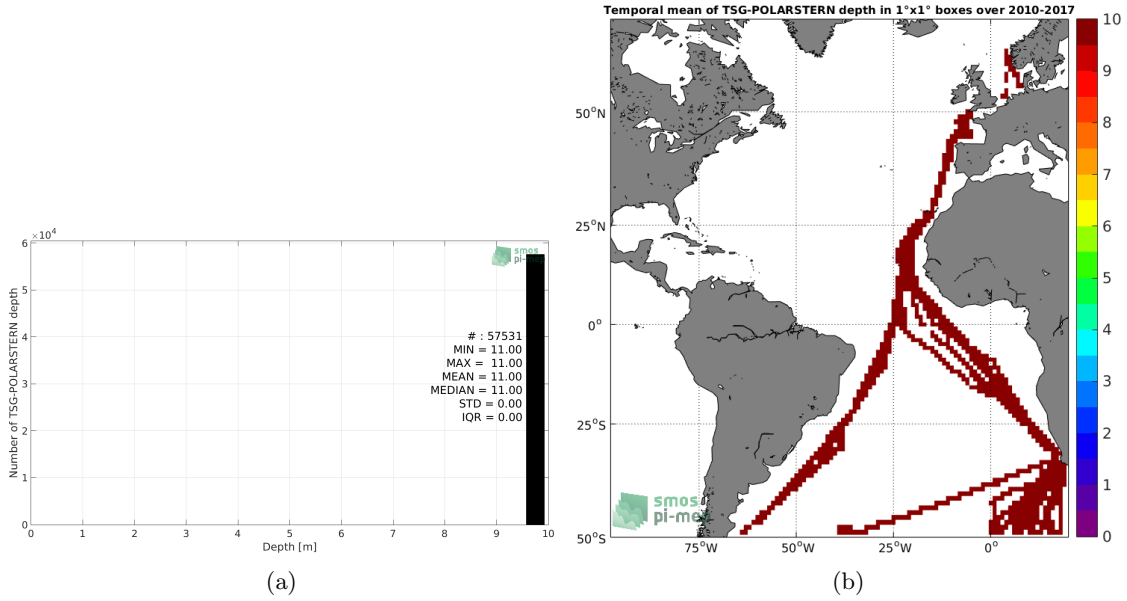 ×10⁴
6
5
4
3
2
1
0
Number of TSG-POLARSTERN depth
smos
pi-mep
# : 57531
MIN = 11.00
MAX = 11.00
MEAN = 11.00
MEDIAN = 11.00
STD = 0.00
IQR = 0.00
0 1 2 3 4 5 6 7 8 9 10
Depth [m]
(a)
Temporal mean of TSG-POLARSTERN depth in 1°x1° boxes over 2010-2017
50°N
25°N
0°
25°S
50°S
75°W 50°W 25°W 0°
smos
pi-mep
10
9
8
7
6
5
4
3
2
1
0
(b)